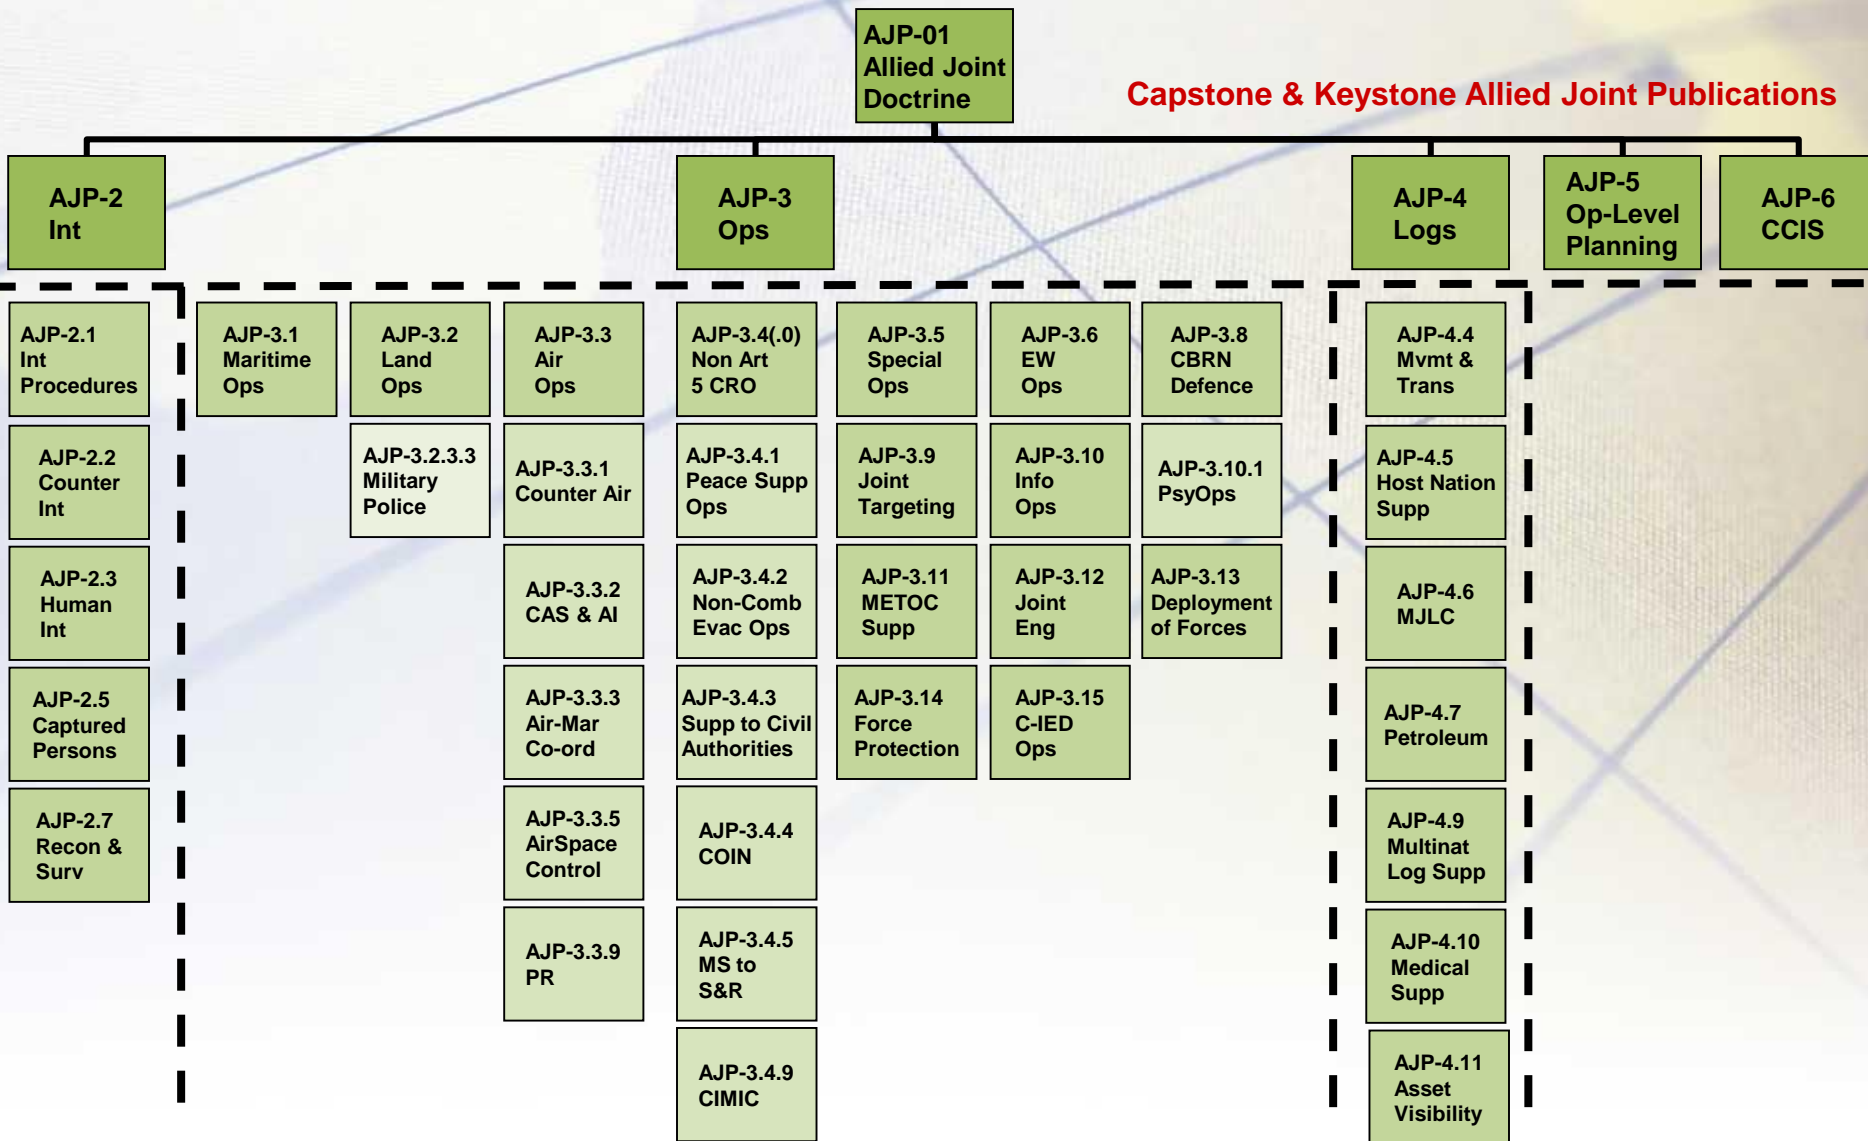 AJP-01
Allied Joint
Doctrine
Capstone & Keystone Allied Joint Publications
AJP-2
Int
AJP-3
Ops
AJP-4
Logs
AJP-5
Op-Level
Planning
AJP-6
CCIS
AJP-2.1
Int
Procedures
AJP-2.2
Counter
Int
AJP-2.3
Human
Int
AJP-2.5
Captured
Persons
AJP-2.7
Recon &
Surv
AJP-3.1
Maritime
Ops
AJP-3.2
Land
Ops
AJP-3.2.3.3
Military
Police
AJP-3.3
Air
Ops
AJP-3.3.1
Counter Air
AJP-3.3.2
CAS & AI
AJP-3.3.3
Air-Mar
Co-ord
AJP-3.3.5
AirSpace
Control
AJP-3.3.9
PR
AJP-3.4(.0)
Non Art
5 CRO
AJP-3.4.1
Peace Supp
Ops
AJP-3.4.2
Non-Comb
Evac Ops
AJP-3.4.3
Supp to Civil
Authorities
AJP-3.4.4
COIN
AJP-3.4.5
MS to
S&R
AJP-3.4.9
CIMIC
AJP-3.5
Special
Ops
AJP-3.9
Joint
Targeting
AJP-3.11
METOC
Supp
AJP-3.14
Force
Protection
AJP-3.6
EW
Ops
AJP-3.10
Info
Ops
AJP-3.12
Joint
Eng
AJP-3.15
C-IED
Ops
AJP-3.8
CBRN
Defence
AJP-3.10.1
PsyOps
AJP-3.13
Deployment
of Forces
AJP-4.4
Mvmt &
Trans
AJP-4.5
Host Nation
Supp
AJP-4.6
MJLC
AJP-4.7
Petroleum
AJP-4.9
Multinat
Log Supp
AJP-4.10
Medical
Supp
AJP-4.11
Asset
Visibility